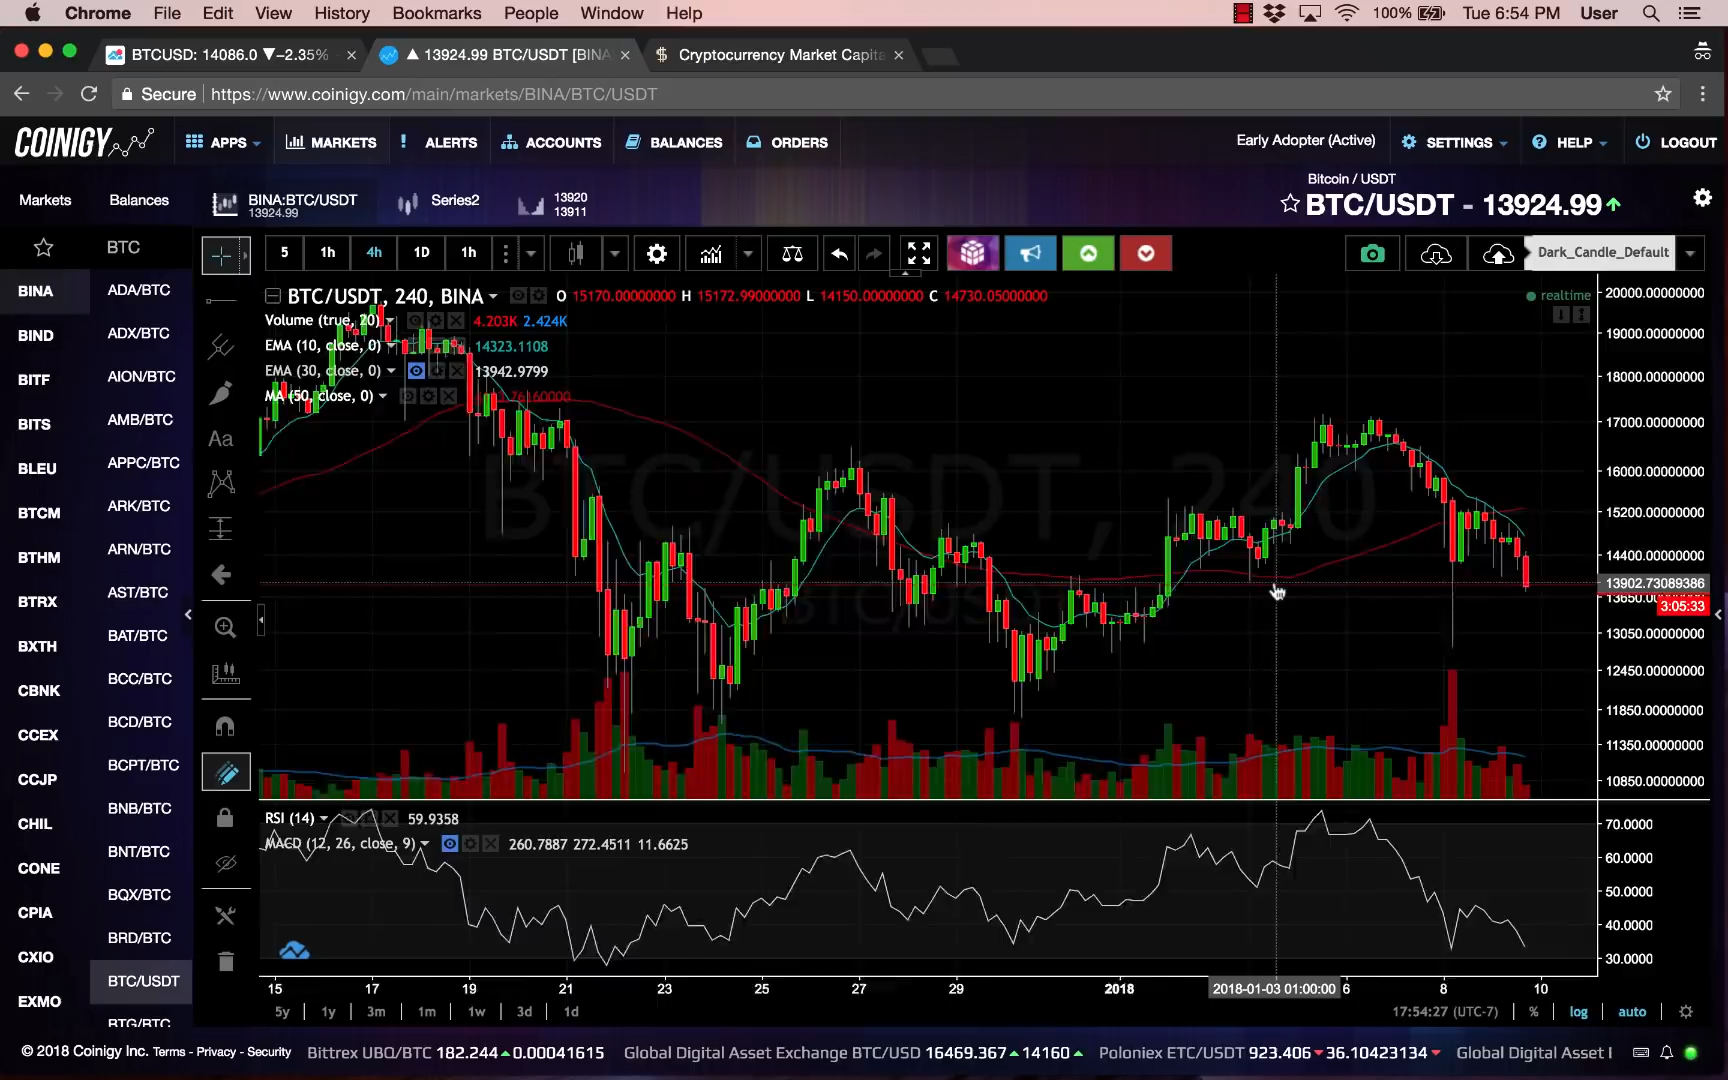 Chrome File Edit View History Bookmarks People Window Help 100% Tue 6:54 PM User
BTCUSD: 14086.0 ▼−2.35% ▲ 13924.99 BTC/USDT [BINA Cryptocurrency Market Capita
Secure https://www.coinigy.com/main/markets/BINA/BTC/USDT
COINIGY APPS MARKETS ALERTS ACCOUNTS BALANCES ORDERS Early Adopter (Active) SETTINGS HELP LOGOUT
Bitcoin / USDT
Markets Balances BINA:BTC/USDT 13924.99 Series2 13920 13911 BTC/USDT - 13924.99
BTC 5 1h 4h 1D 1h Dark_Candle_Default
BTC/USDT, 240, BINA O 15170.00000000 H 15172.99000000 L 14150.00000000 C 14730.05000000 realtime
Volume (true, 20) 4.203K 2.424K
EMA (10, close, 0) 14323.1108
EMA (30, close, 0) 13942.9799
MA (50, close, 0)
BINA
BIND
BITF
BITS
BLEU
BTCM
BTHM
BTRX
BXTH
CBNK
CCEX
CCJP
CHIL
CONE
CPIA
CXIO
EXMO
ADA/BTC
ADX/BTC
AION/BTC
AMB/BTC
APPC/BTC
ARK/BTC
ARN/BTC
AST/BTC
BAT/BTC
BCC/BTC
BCD/BTC
BCPT/BTC
BNB/BTC
BNT/BTC
BQX/BTC
BRD/BTC
BTC/USDT
BTG/BTC
Aa
BTC/USDT, 240
BTC/USDT
20000.00000000
19000.00000000
18000.00000000
17000.00000000
16000.00000000
15200.00000000
14400.00000000
13902.73089386
3:05:33
13050.00000000
12450.00000000
11850.00000000
11350.00000000
10850.00000000
RSI (14) 59.9358
MACD (12, 26, close, 9) 260.7887 272.4511 11.6625
70.0000
60.0000
50.0000
40.0000
30.0000
15 17 19 21 23 25 27 29 2018 2018-01-03 01:00:00 6 8 10
5y 1y 3m 1m 1w 3d 1d 17:54:27 (UTC-7) % log auto
© 2018 Coinigy Inc. Terms - Privacy - Security Bittrex UBQ/BTC 182.244 0.00041615 Global Digital Asset Exchange BTC/USD 16469.367 14160 Poloniex ETC/USDT 923.406 36.10423134 Global Digital Asset